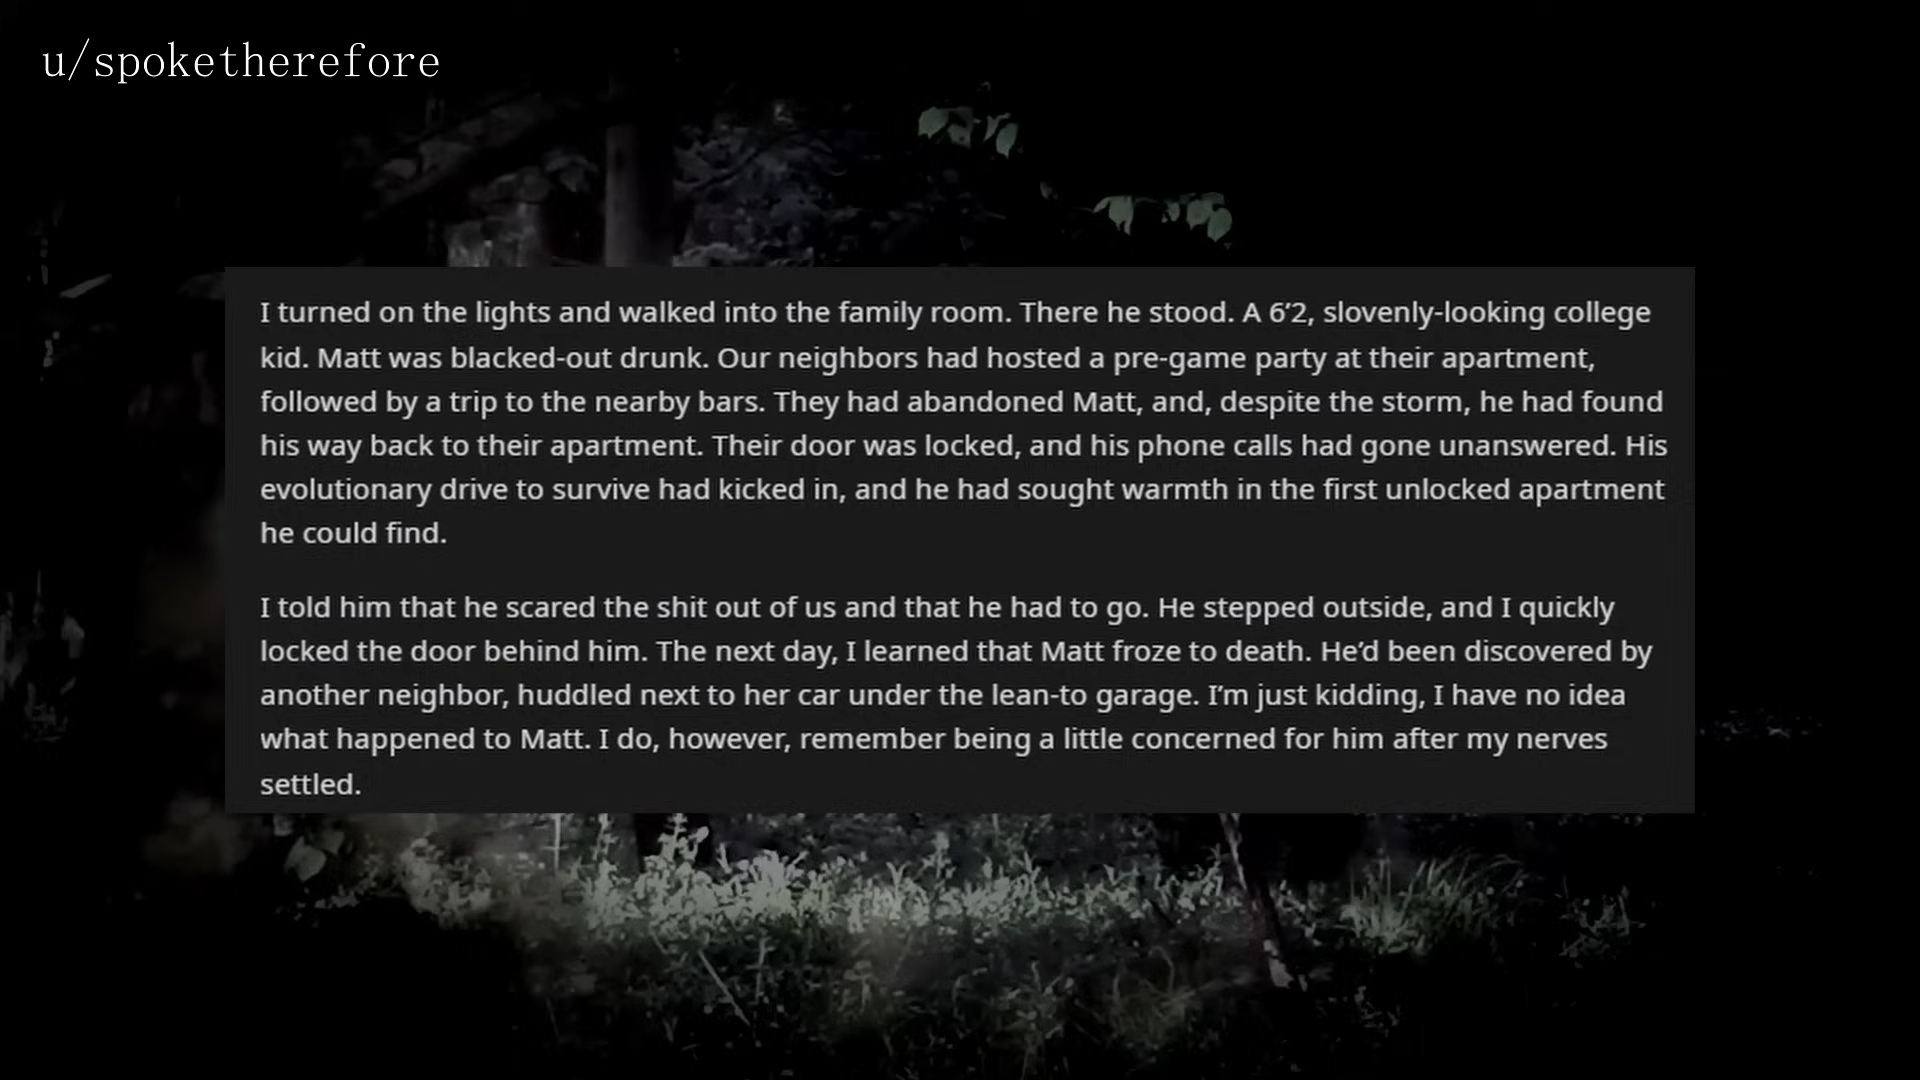 u/spoketherefore
I turned on the lights and walked into the family room. There he stood. A 6’2, slovenly-looking college
kid. Matt was blacked-out drunk. Our neighbors had hosted a pre-game party at their apartment,
followed by a trip to the nearby bars. They had abandoned Matt, and, despite the storm, he had found
his way back to their apartment. Their door was locked, and his phone calls had gone unanswered. His
evolutionary drive to survive had kicked in, and he had sought warmth in the first unlocked apartment
he could find.
I told him that he scared the shit out of us and that he had to go. He stepped outside, and I quickly
locked the door behind him. The next day, I learned that Matt froze to death. He’d been discovered by
another neighbor, huddled next to her car under the lean-to garage. I’m just kidding, I have no idea
what happened to Matt. I do, however, remember being a little concerned for him after my nerves
settled.